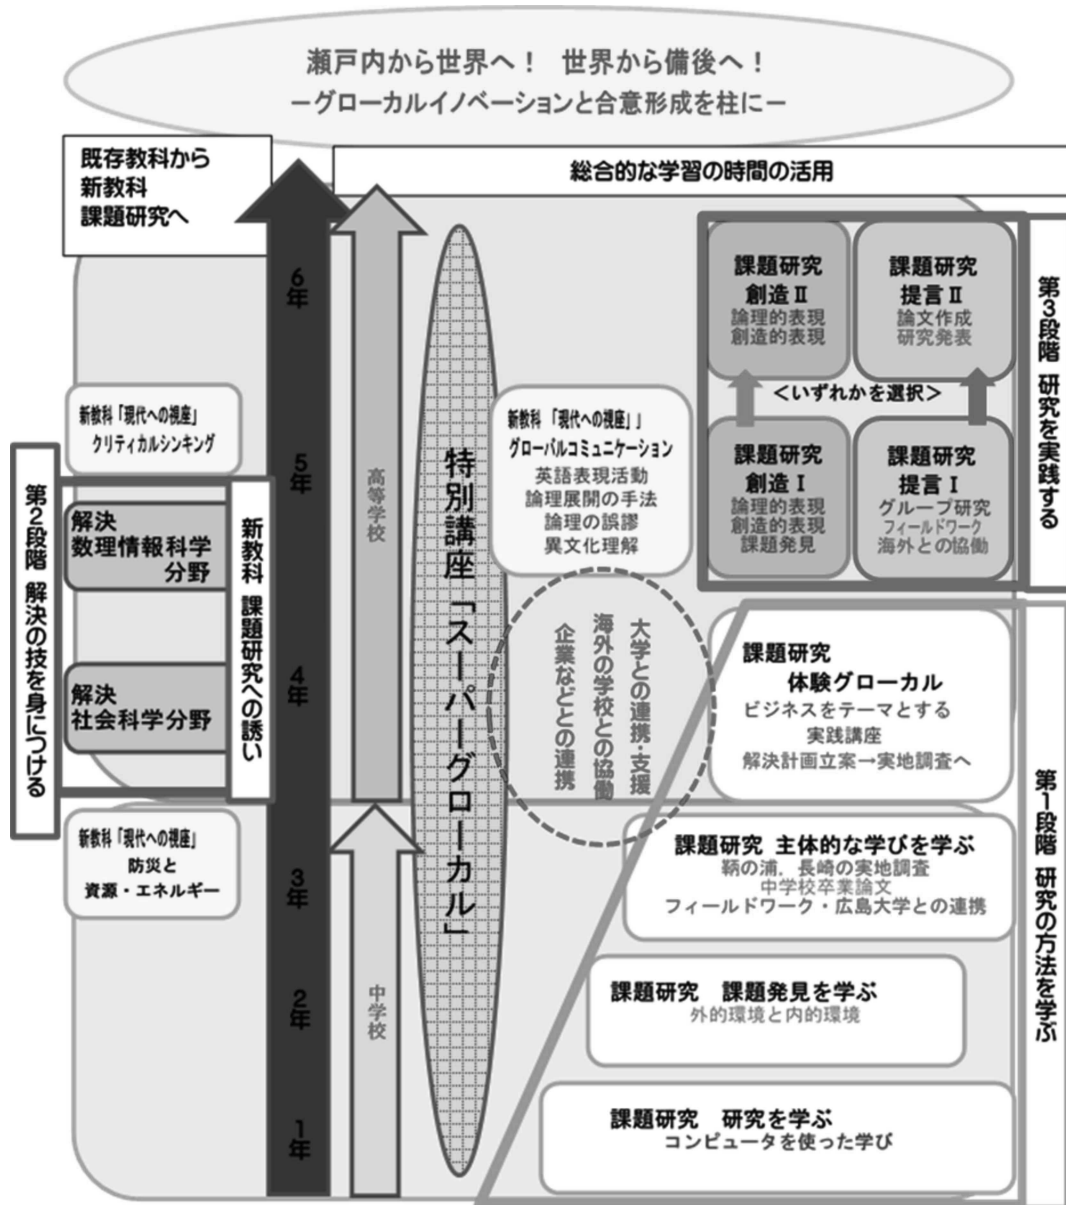 瀬戸内から世界へ！ 世界から備後へ！
ーグローカルイノベーションと合意形成を柱にー
既存教科から
新教科
課題研究へ
総合的な学習の時間の活用
6年
5年
4年
3年
2年
1年
高等学校
中学校
特別講座「スーパーグローカル」
新教科「現代への視座」
クリティカルシンキング
第2段階 解決の技を身につける
解決
数理情報科学
分野
解決
社会科学分野
新教科 課題研究への誘い
新教科「現代への視座」
防災と
資源・エネルギー
新教科 「現代への視座」」
グローバルコミュニケーション
英語表現活動
論理展開の手法
論理の誤謬
異文化理解
大学との連携・支援
海外の学校との協働
企業などとの連携
課題研究
創造Ⅱ
論理的表現
創造的表現
課題研究
提言Ⅱ
論文作成
研究発表
＜いずれかを選択＞
課題研究
創造Ⅰ
論理的表現
創造的表現
課題発見
課題研究
提言Ⅰ
グループ研究
フィールドワーク
海外との協働
第3段階 研究を実践する
課題研究
体験グローカル
ビジネスをテーマとする
実践講座
解決計画立案→実地調査へ
課題研究 主体的な学びを学ぶ
鞆の浦，長崎の実地調査
中学校卒業論文
フィールドワーク・広島大学との連携
課題研究 課題発見を学ぶ
外的環境と内的環境
課題研究 研究を学ぶ
コンピュータを使った学び
第1段階 研究の方法を学ぶ